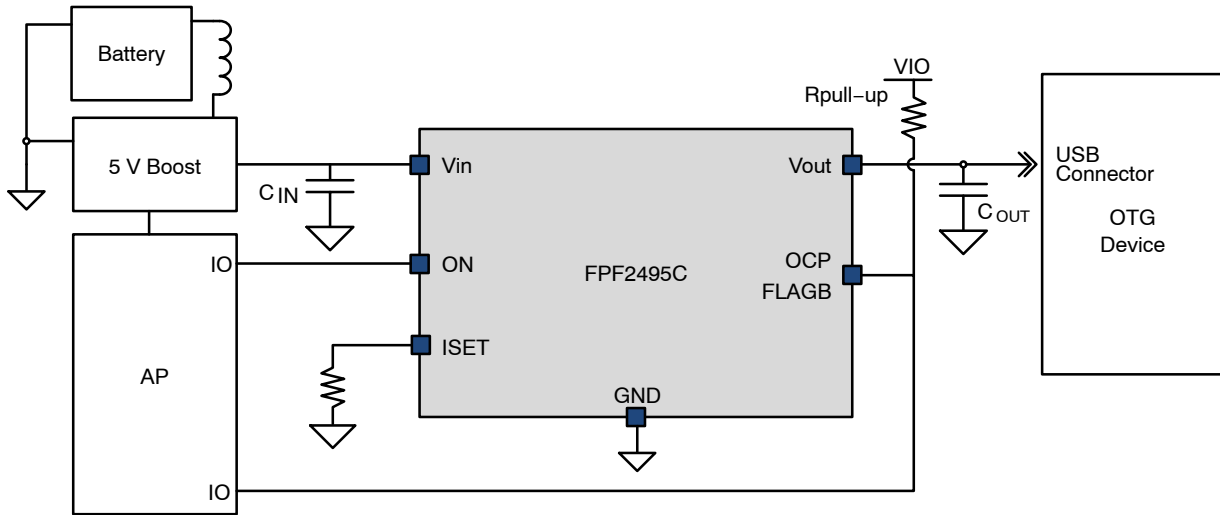 Battery
5 V Boost
C IN
Vin
Vout
VIO
Rpull−up
C OUT
USB
Connector
OTG
Device
IO
ON
FPF2495C
OCP
FLAGB
ISET
AP
GND
IO